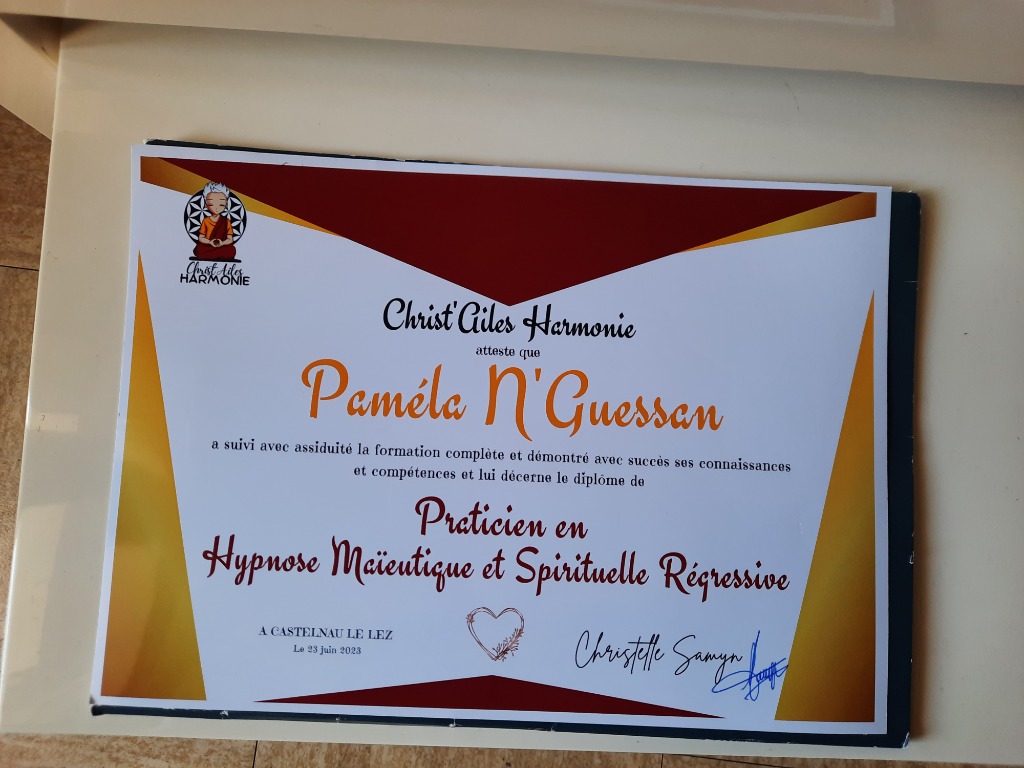 Christ'Ailes
HARMONIE
Christ'Ailes Harmonie
atteste que
Paméla N'Guessan
a suivi avec assiduité la formation complète et démontré avec succès ses connaissances
et compétences et lui décerne le diplôme de
Praticien en
Hypnose Maïeutique et Spirituelle Régressive
A CASTELNAU LE LEZ
Le 23 juin 2023
Christelle Samyn